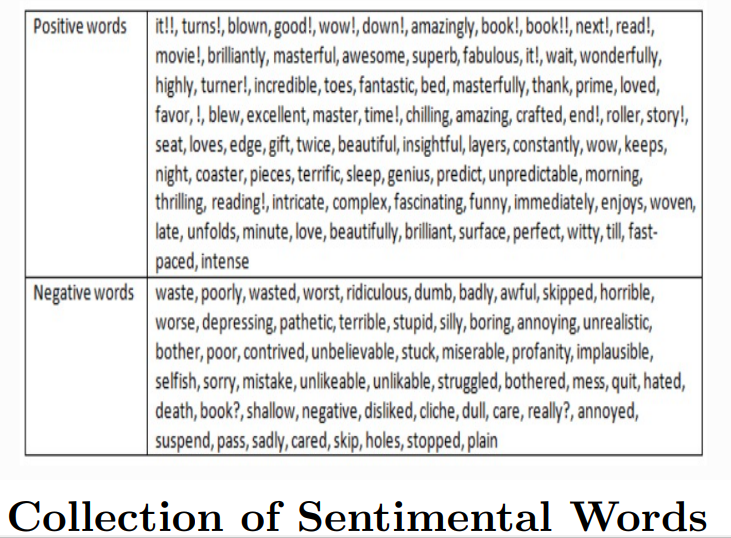 Positive words
it!!, turns!, blown, good!, wow!, down!, amazingly, book!, book!!, next!, read!,
movie!, brilliantly, masterful, awesome, superb, fabulous, it!, wait, wonderfully,
highly, turner!, incredible, toes, fantastic, bed, masterfully, thank, prime, loved,
favor, !, blew, excellent, master, time!, chilling, amazing, crafted, end!, roller, story!,
seat, loves, edge, gift, twice, beautiful, insightful, layers, constantly, wow, keeps,
night, coaster, pieces, terrific, sleep, genius, predict, unpredictable, morning,
thrilling, reading!, intricate, complex, fascinating, funny, immediately, enjoys, woven,
late, unfolds, minute, love, beautifully, brilliant, surface, perfect, witty, till, fast-
paced, intense
Negative words
waste, poorly, wasted, worst, ridiculous, dumb, badly, awful, skipped, horrible,
worse, depressing, pathetic, terrible, stupid, silly, boring, annoying, unrealistic,
bother, poor, contrived, unbelievable, stuck, miserable, profanity, implausible,
selfish, sorry, mistake, unlikeable, unlikable, struggled, bothered, mess, quit, hated,
death, book?, shallow, negative, disliked, cliche, dull, care, really?, annoyed,
suspend, pass, sadly, cared, skip, holes, stopped, plain
Collection of Sentimental Words